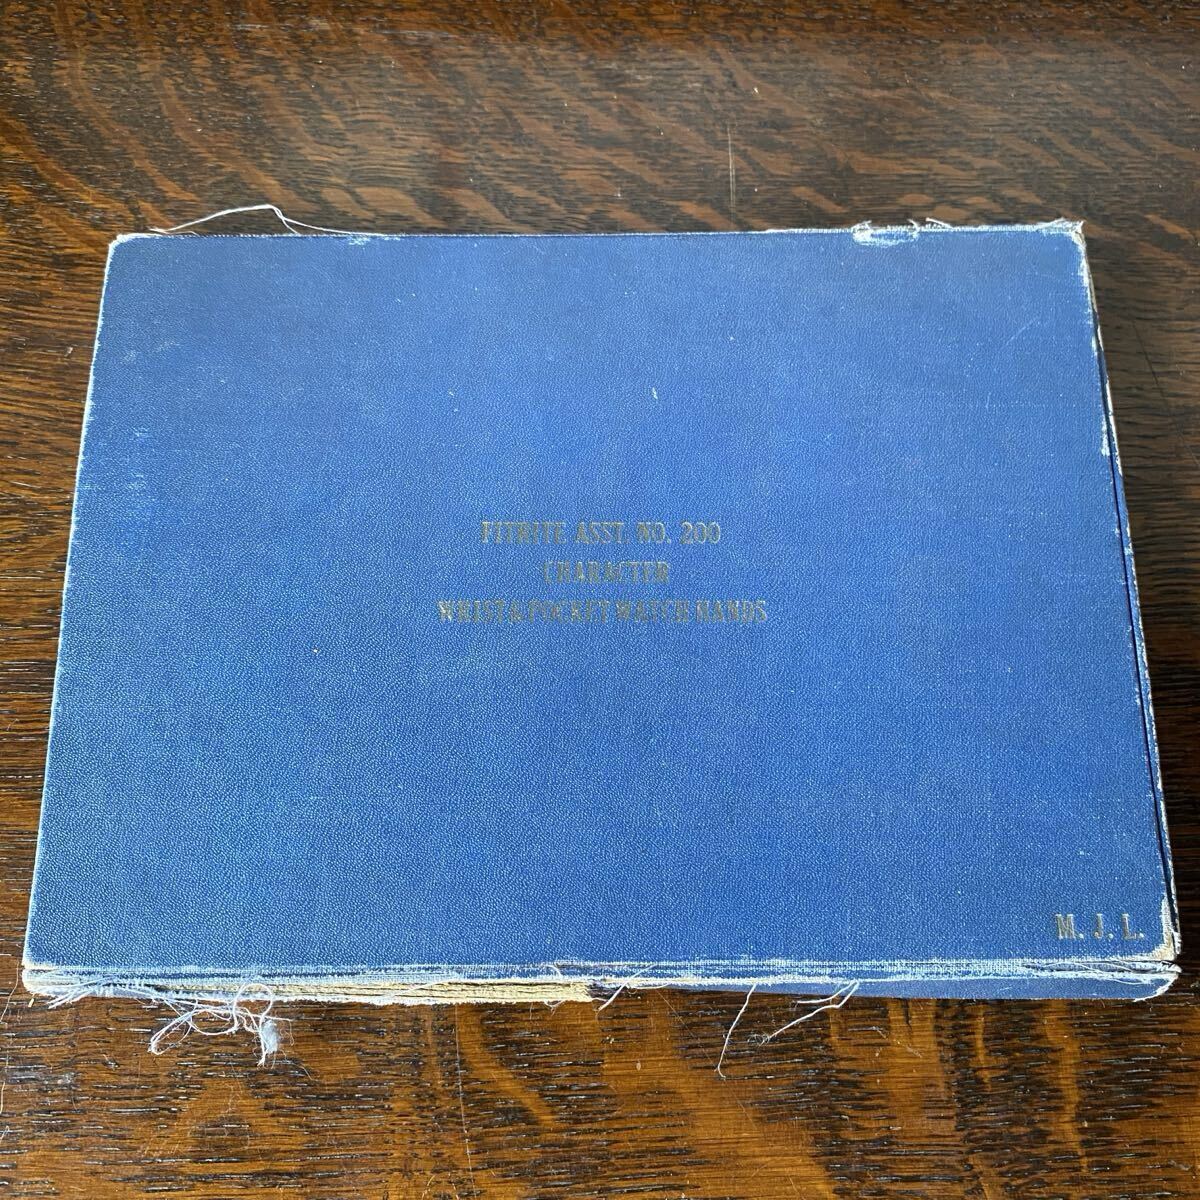 FITRITE ASST. NO. 200
CHARACTER
WRIST & POCKET WATCH HANDS
M. J. L.